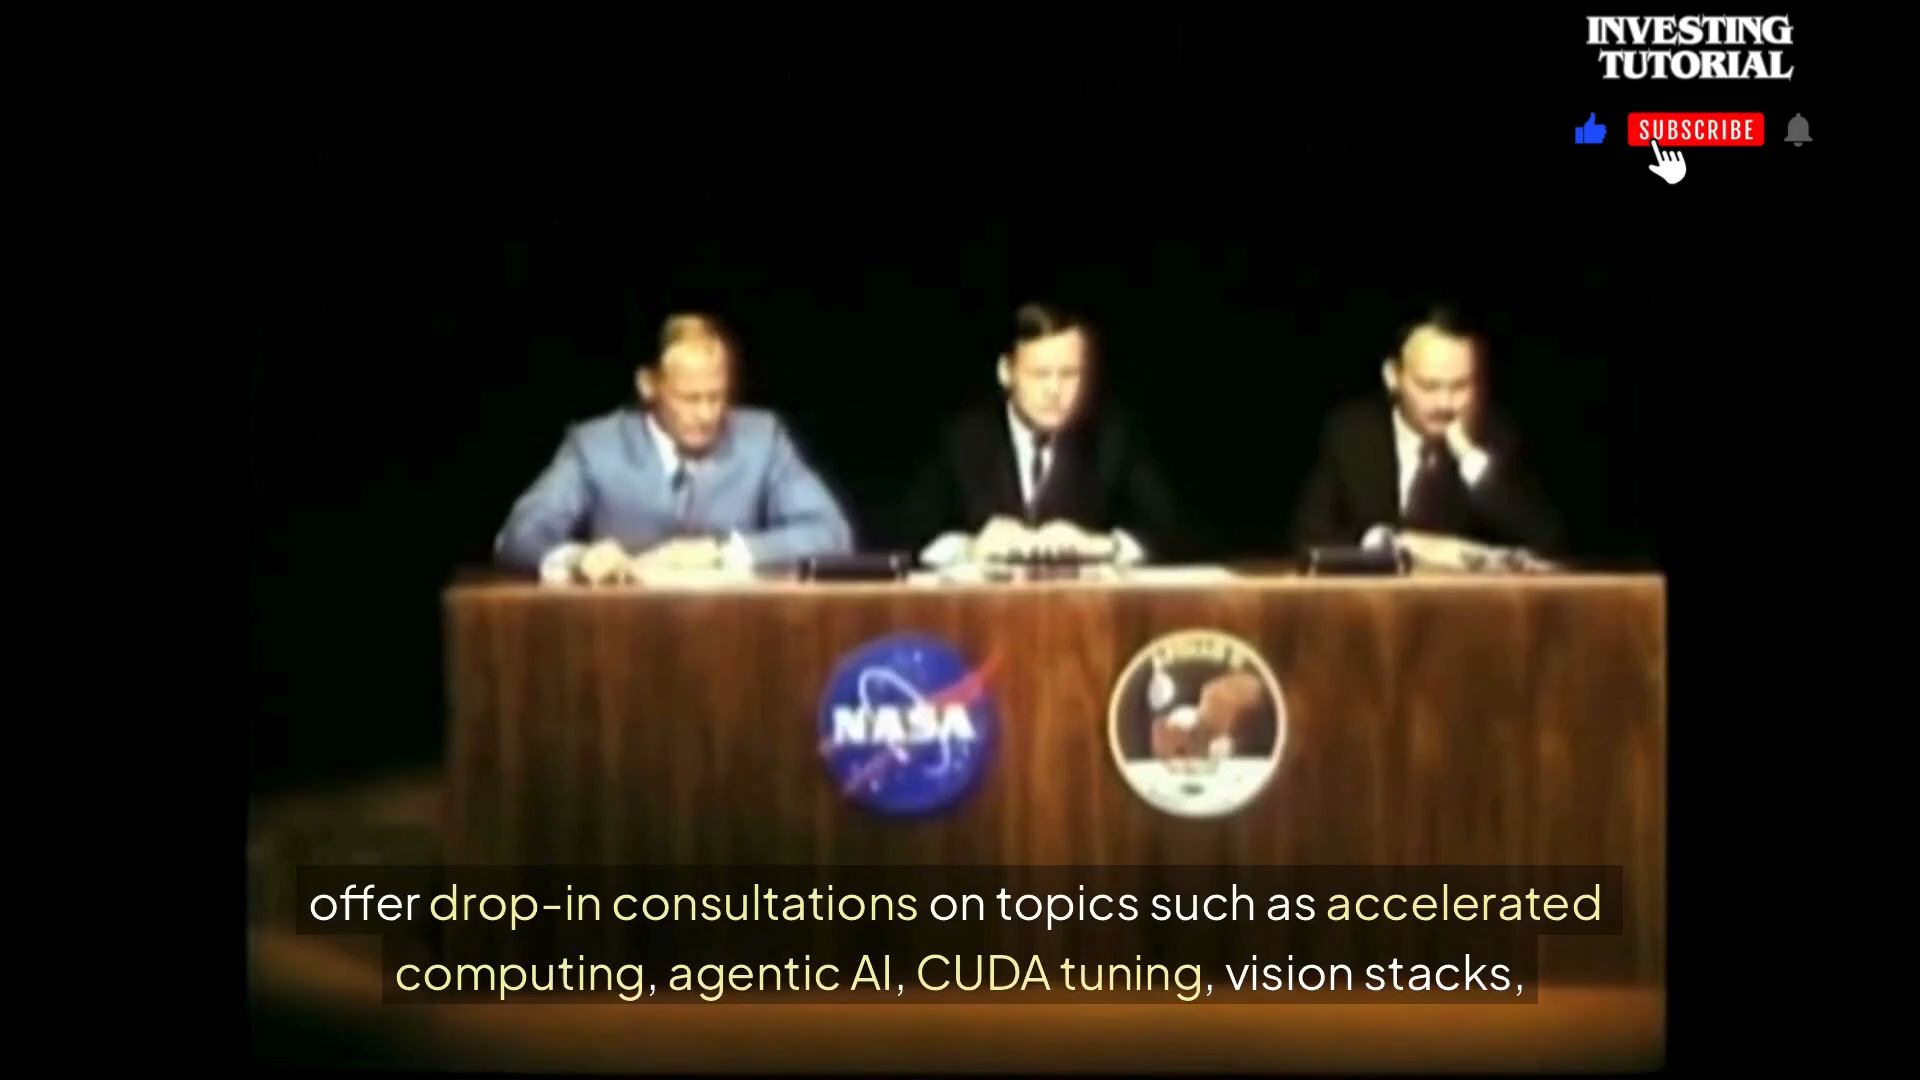 INVESTING
TUTORIAL
SUBSCRIBE
NASA
offer drop-in consultations on topics such as accelerated
computing, agentic AI, CUDA tuning, vision stacks,